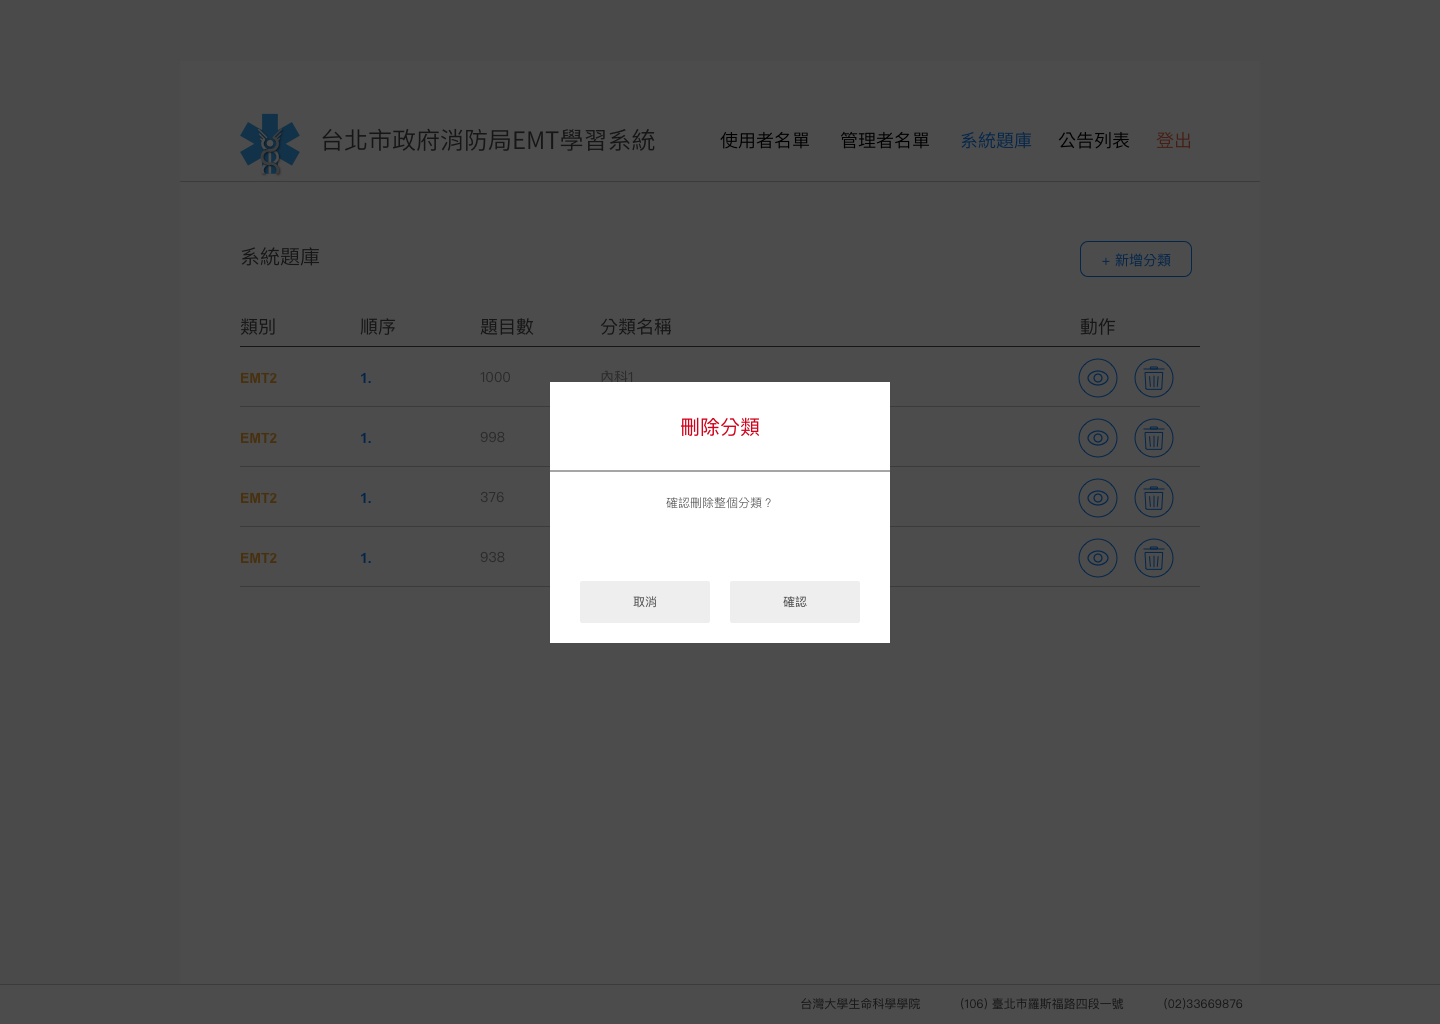 台北市政府消防局EMT學習系統
使用者名單 管理者名單 系統題庫 公告列表 登出
系統題庫
+ 新增分類
類別 順序 題目數 分類名稱 動作
EMT2 1. 1000 內科1
EMT2 1. 998
EMT2 1. 376
EMT2 1. 938
刪除分類
確認刪除整個分類？
取消 確認
台灣大學生命科學學院 (106) 臺北市羅斯福路四段一號 (02)33669876